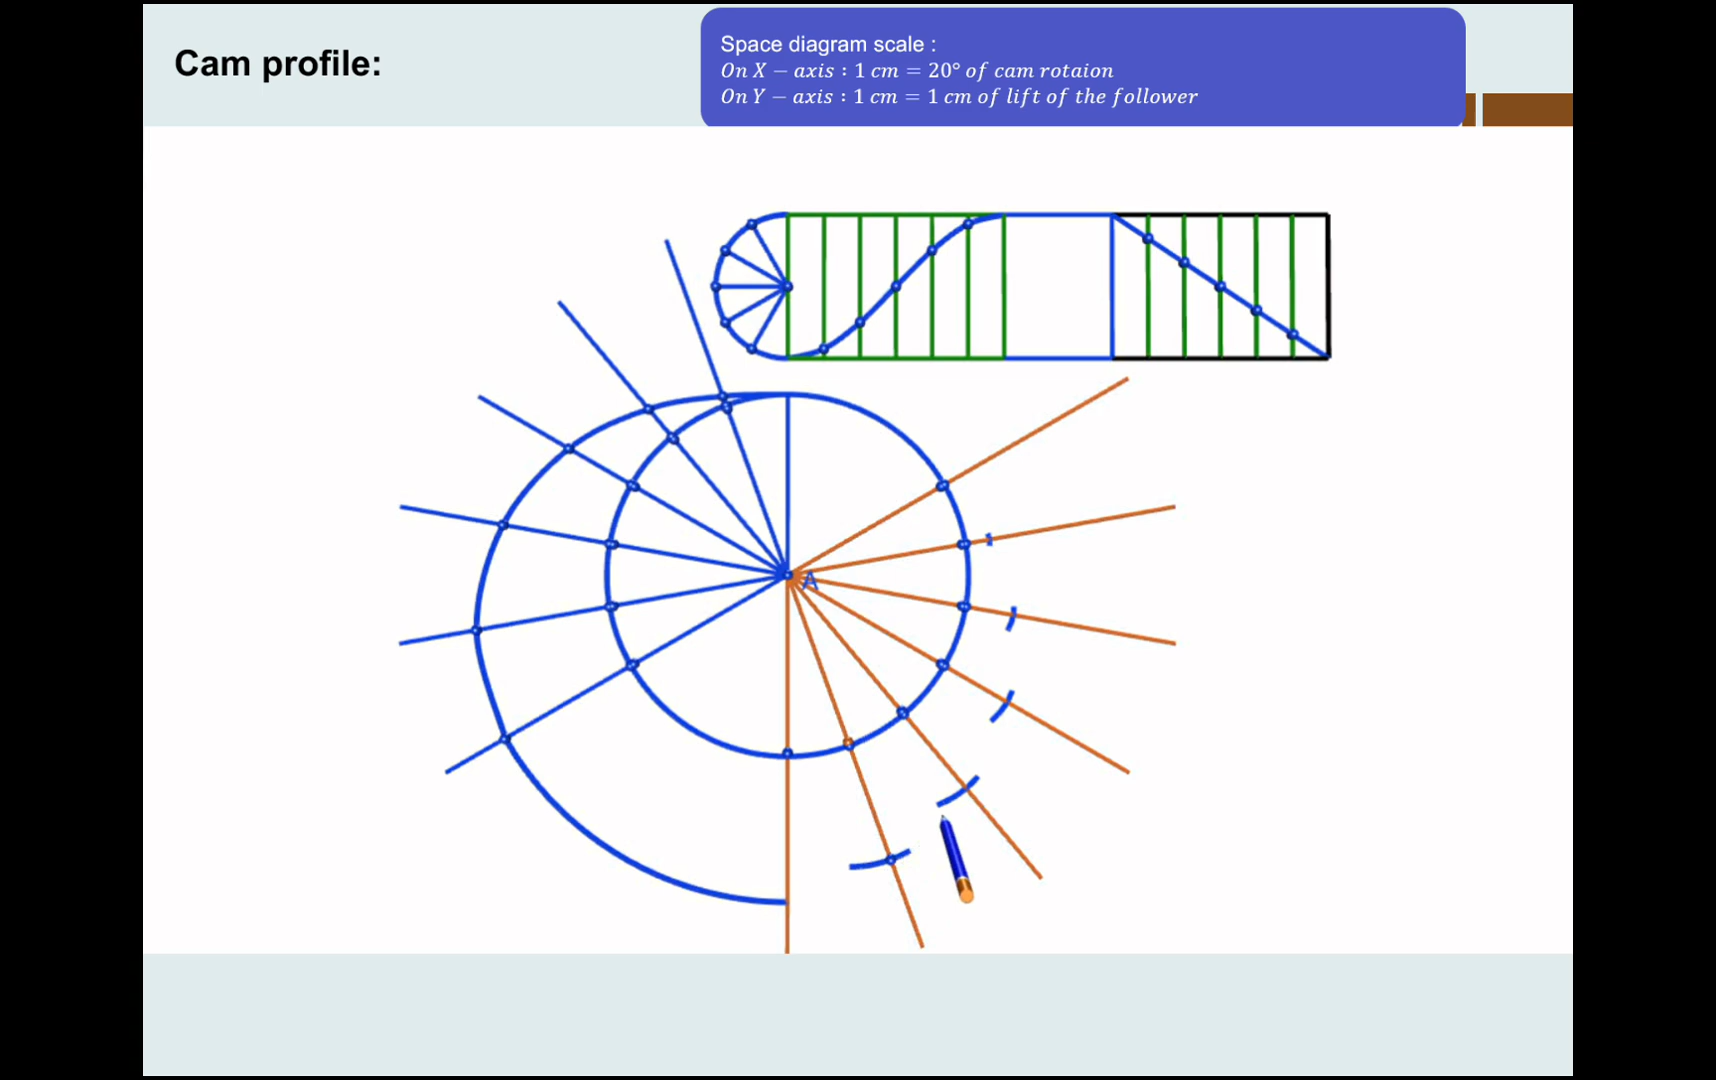 Cam profile:
Space diagram scale :
On X − axis : 1 cm = 20° of cam rotaion
On Y − axis : 1 cm = 1 cm of lift of the follower
A